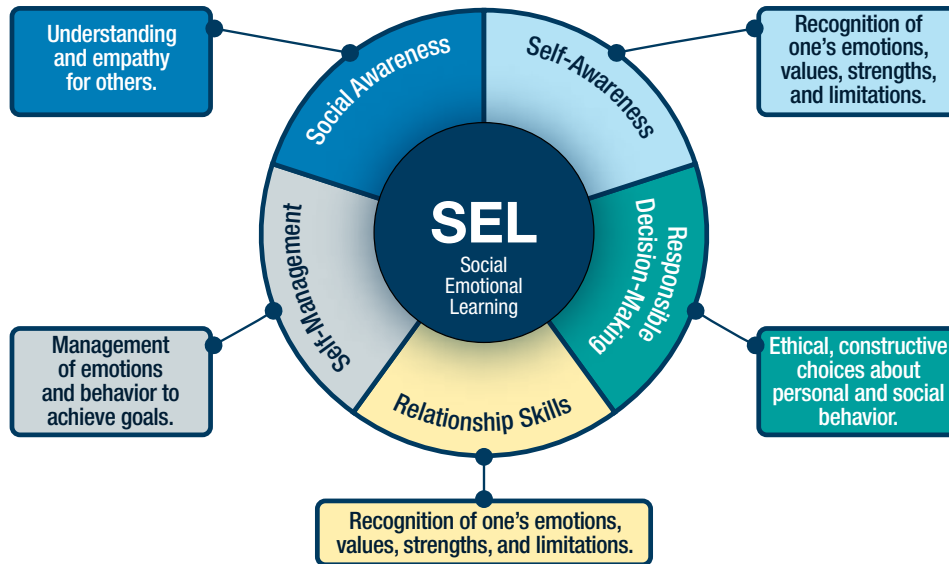 Understanding
and empathy
for others.
Social Awareness
Self-Awareness
Recognition of
one’s emotions,
values, strengths,
and limitations.
SEL
Social
Emotional
Learning
Self-Management
Responsible
Decision-Making
Relationship Skills
Management
of emotions
and behavior to
achieve goals.
Ethical, constructive
choices about
personal and social
behavior.
Recognition of one’s emotions,
values, strengths, and limitations.